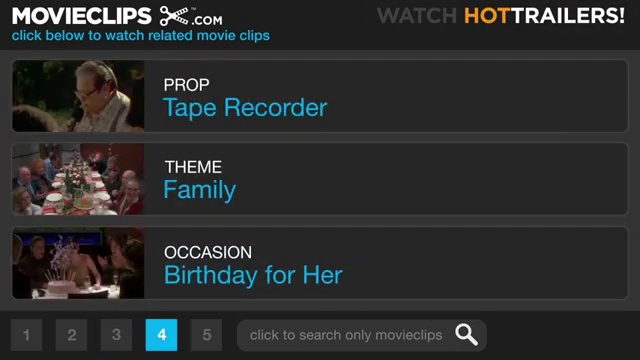 MOVIECLIPS.COM
WATCH HOTTRAILERS!
click below to watch related movie clips
PROP
Tape Recorder
THEME
Family
OCCASION
Birthday for Her
1 2 3 4 5 click to search only movieclips